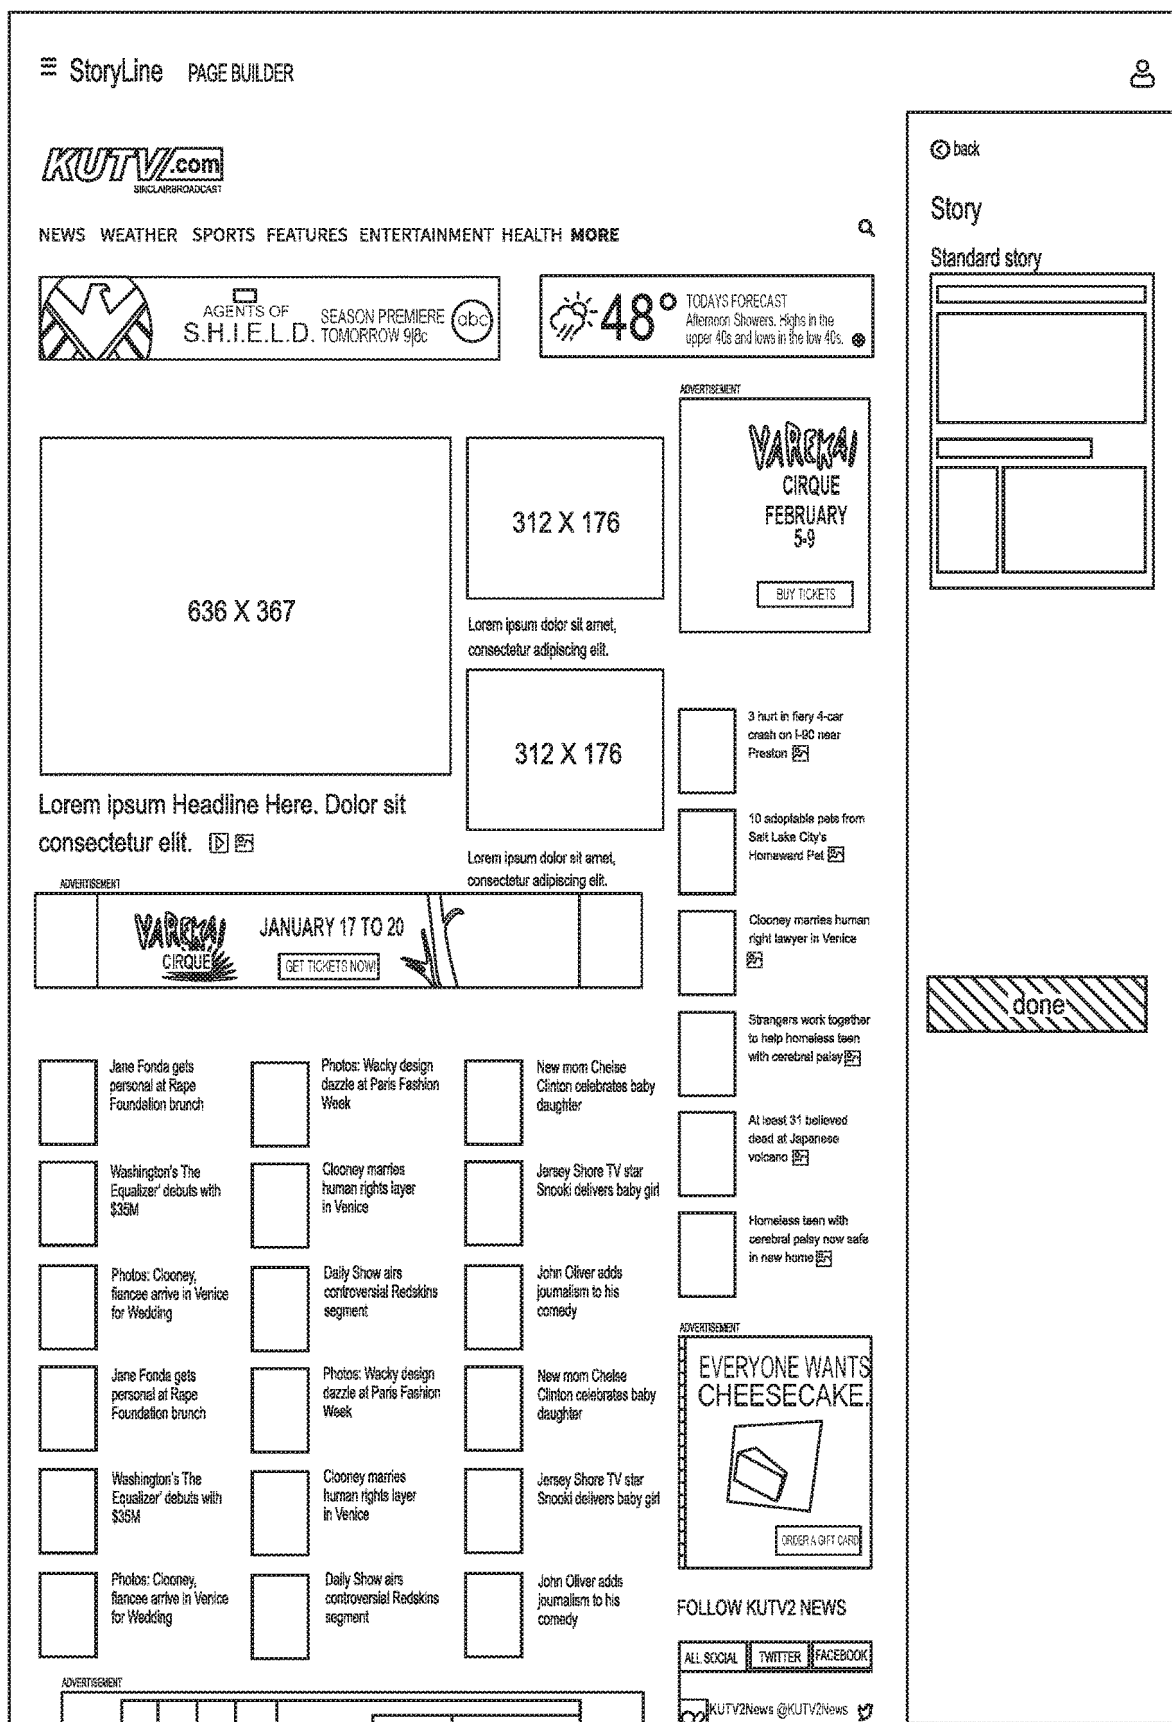 StoryLine PAGE BUILDER
back
Story
Standard story
done
KUTV.com
SINCLAIRBROADCAST
NEWS WEATHER SPORTS FEATURES ENTERTAINMENT HEALTH MORE
AGENTS OF
S.H.I.E.L.D.
SEASON PREMIERE
TOMORROW 9|8c
abc
48°
TODAYS FORECAST
Afternoon Showers. Highs in the
upper 40s and lows in the low 40s.
636 X 367
Lorem ipsum Headline Here. Dolor sit
consectetur elit.
312 X 176
Lorem ipsum dolor sit amet,
consectetur adipiscing elit.
312 X 176
Lorem ipsum dolor sit amet,
consectetur adipiscing elit.
ADVERTISEMENT
VAREKAI
CIRQUE
FEBRUARY
5-9
BUY TICKETS
3 hurt in fiery 4-car
crash on I-90 near
Preston
10 adoptable pets from
Salt Lake City's
Homeward Pet
Clooney marries human
right lawyer in Venice
Strangers work together
to help homeless teen
with cerebral palsy
At least 31 believed
dead at Japanese
volcano
Homeless teen with
cerebral palsy now safe
in new home
ADVERTISEMENT
VAREKAI
CIRQUE
JANUARY 17 TO 20
GET TICKETS NOW!
Jane Fonda gets
personal at Rape
Foundation brunch
Photos: Wacky design
dazzle at Paris Fashion
Week
New mom Chelse
Clinton celebrates baby
daughter
Washington's The
Equalizer' debuts with
$35M
Clooney marries
human rights layer
in Venice
Jersey Shore TV star
Snooki delivers baby girl
Photos: Clooney,
fiancee arrive in Venice
for Wedding
Daily Show airs
controversial Redskins
segment
John Oliver adds
journalism to his
comedy
Jane Fonda gets
personal at Rape
Foundation brunch
Photos: Wacky design
dazzle at Paris Fashion
Week
New mom Chelse
Clinton celebrates baby
daughter
Washington's The
Equalizer' debuts with
$35M
Clooney marries
human rights layer
in Venice
Jersey Shore TV star
Snooki delivers baby girl
Photos: Clooney,
fiancee arrive in Venice
for Wedding
Daily Show airs
controversial Redskins
segment
John Oliver adds
journalism to his
comedy
ADVERTISEMENT
EVERYONE WANTS
CHEESECAKE.
ORDER A GIFT CARD
FOLLOW KUTV2 NEWS
ALL SOCIAL TWITTER FACEBOOK
KUTV2News @KUTV2News
ADVERTISEMENT